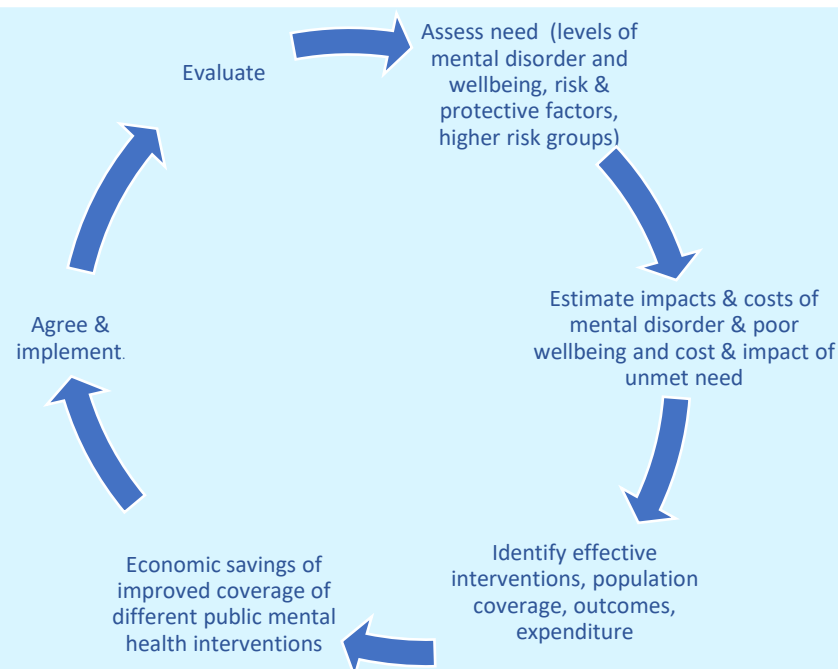 Evaluate
Assess need  (levels of
mental disorder and
wellbeing, risk &
protective factors,
higher risk groups)
Estimate impacts & costs of
mental disorder & poor
wellbeing and cost & impact of
unmet need
Identify effective
interventions, population
coverage, outcomes,
expenditure
Economic savings of
improved coverage of
different public mental
health interventions
Agree &
implement.